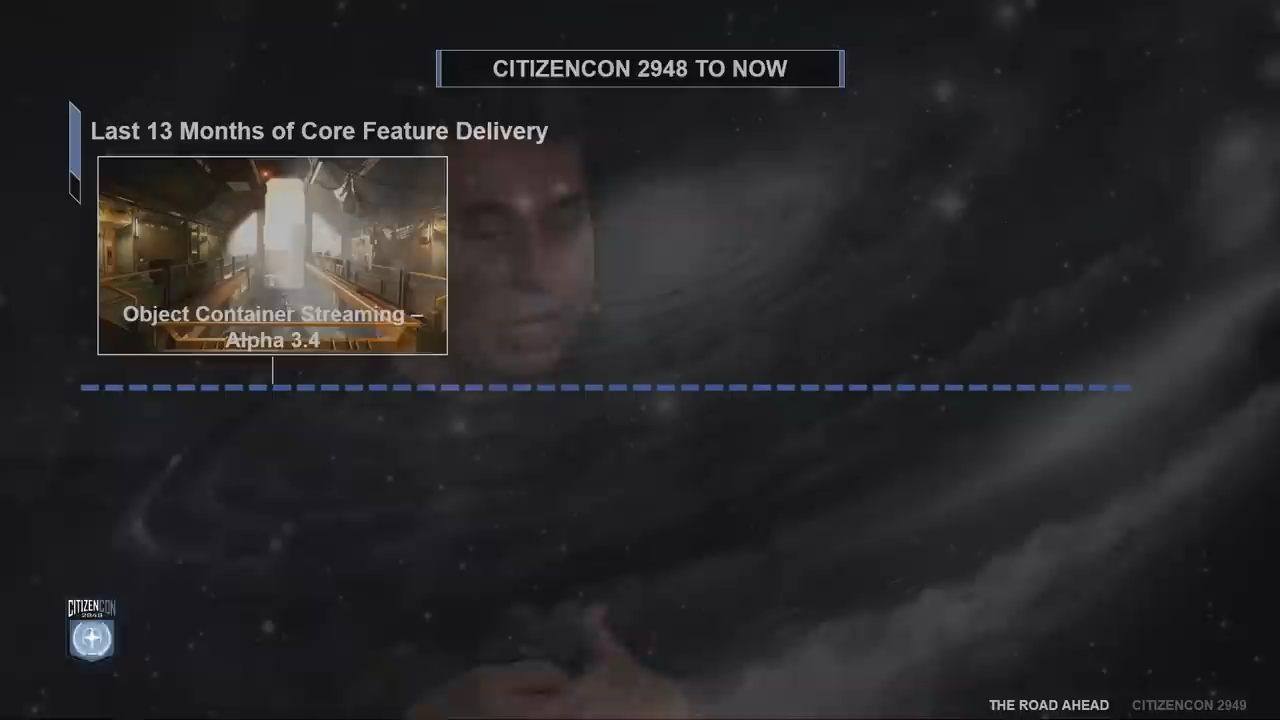 CITIZENCON 2948 TO NOW
Last 13 Months of Core Feature Delivery
Object Container Streaming –
Alpha 3.4
CITIZENCON
2949
THE ROAD AHEAD CITIZENCON 2949